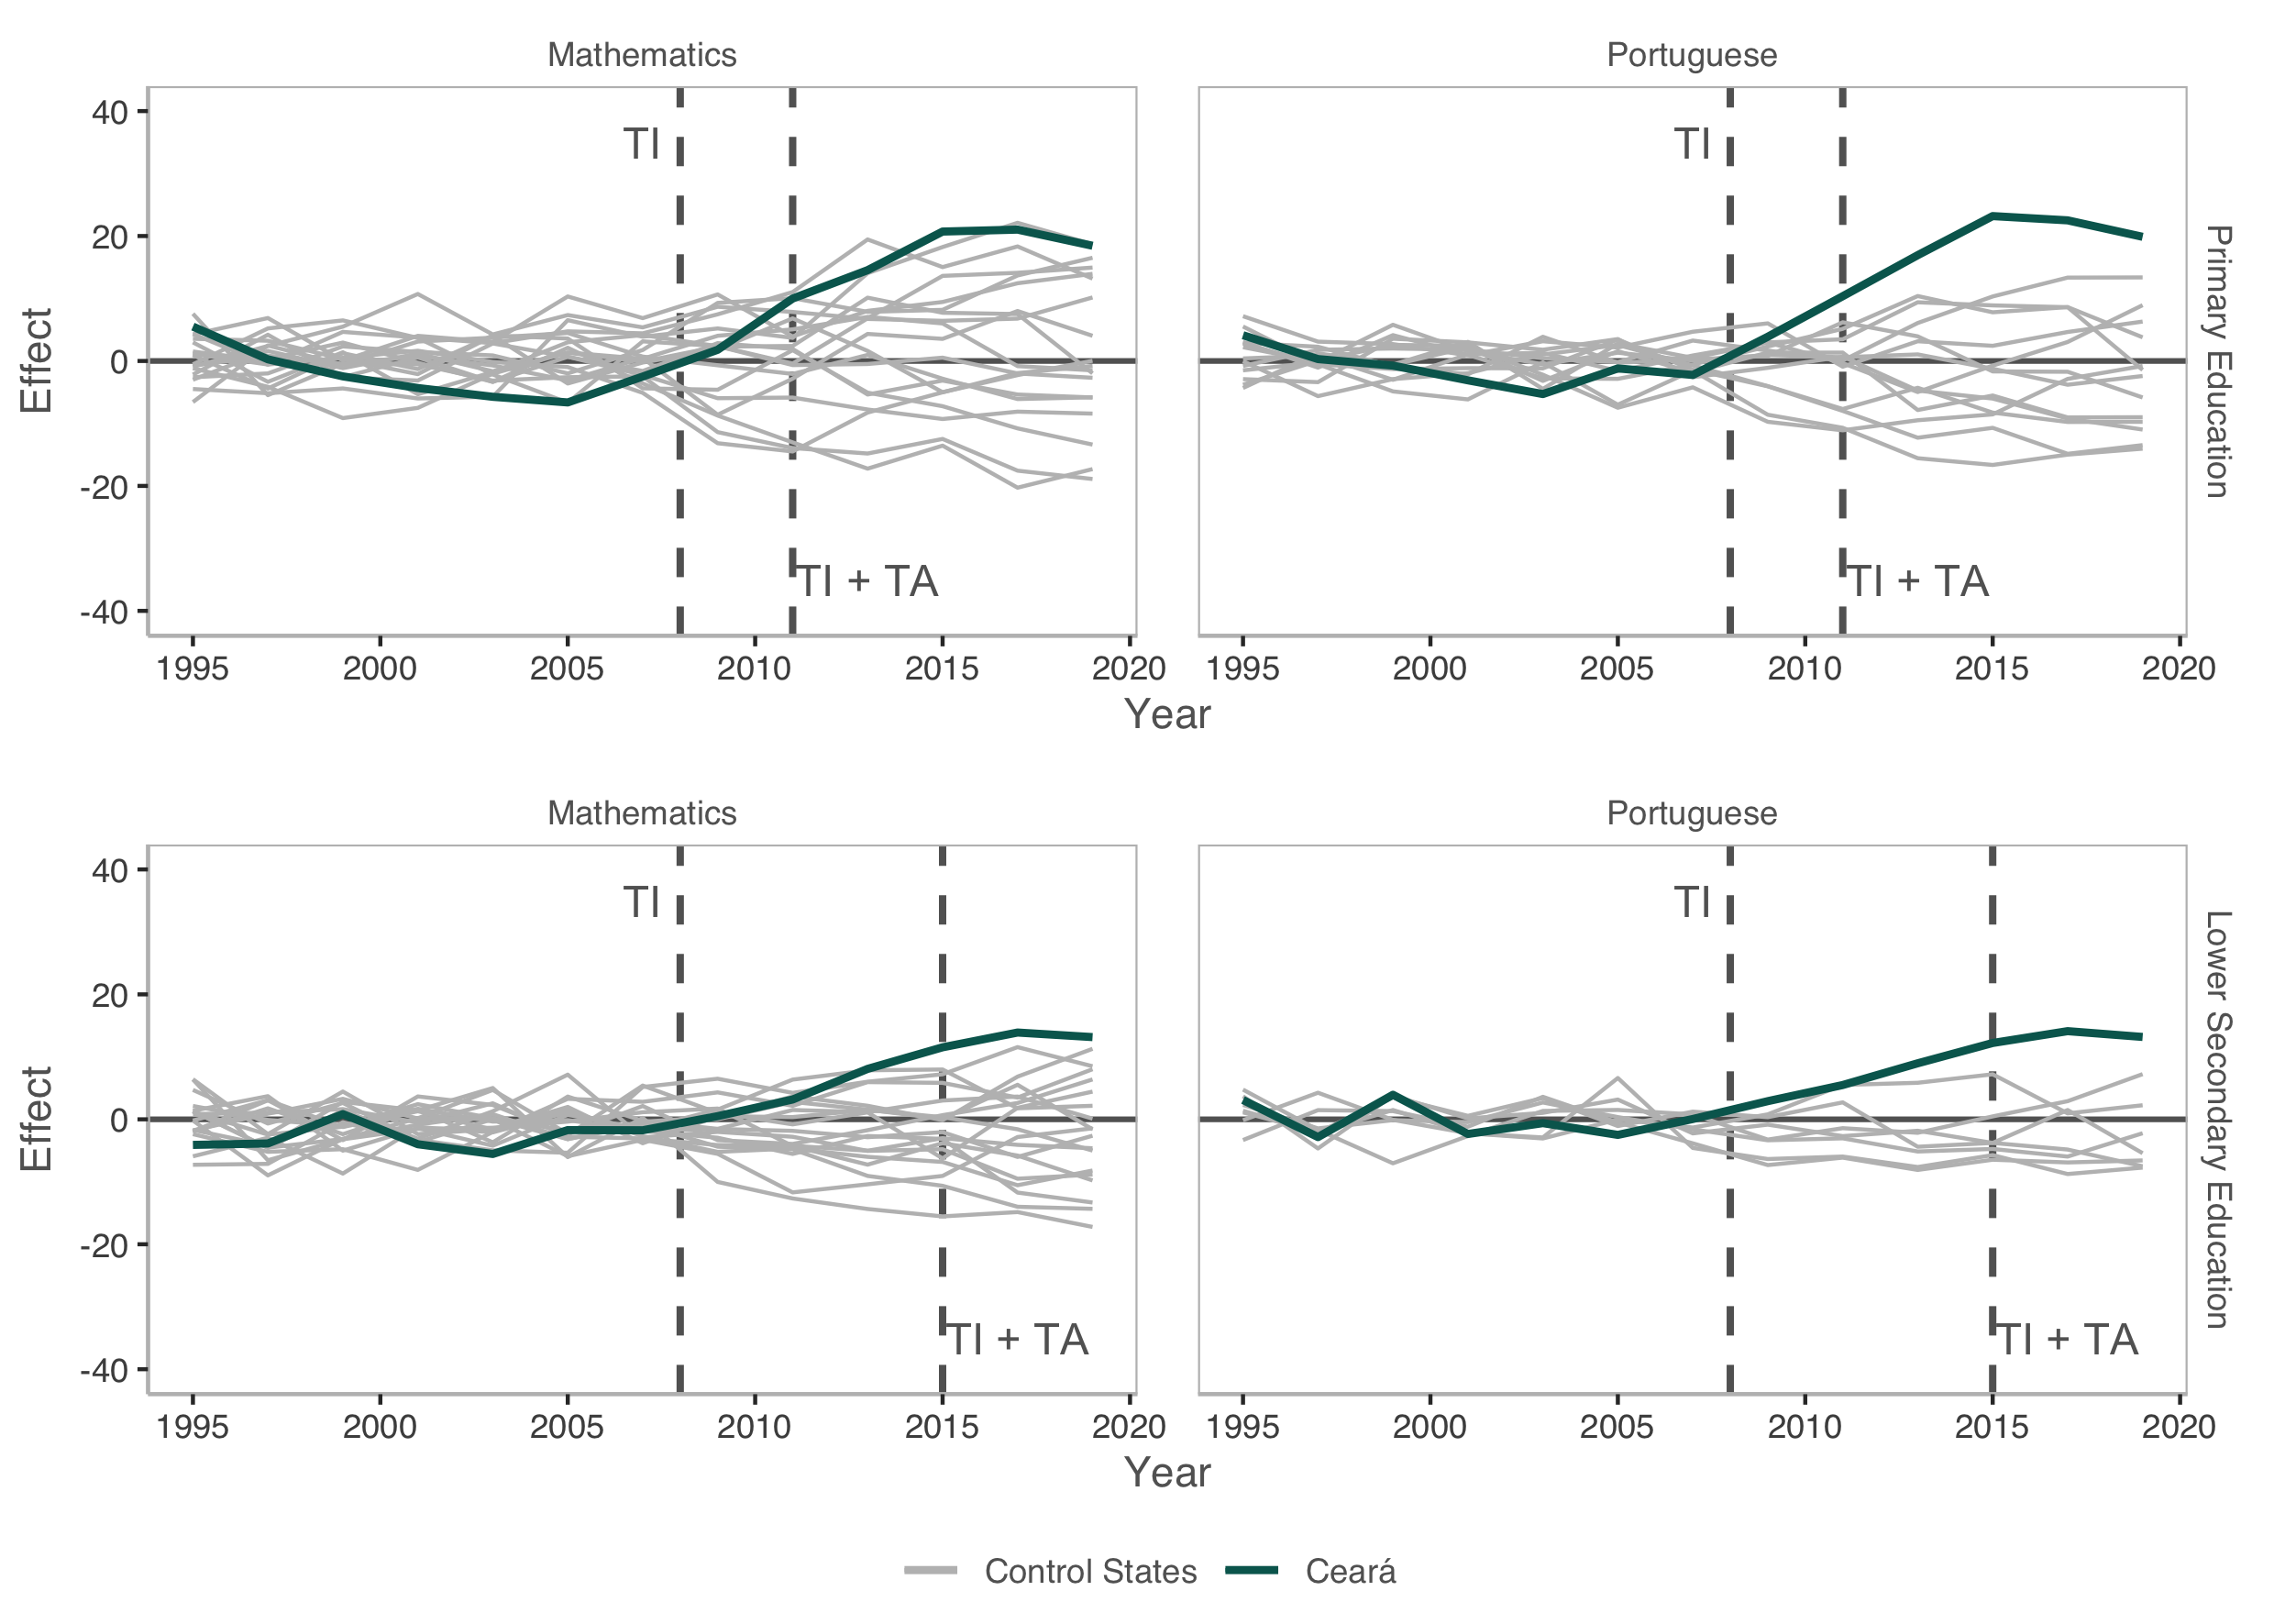 Mathematics
Portuguese
40
20
0
-20
-40
Effect
TI
TI + TA
TI
TI + TA
Primary Education
1995 2000 2005 2010 2015 2020
1995 2000 2005 2010 2015 2020
Year
Mathematics
Portuguese
40
20
0
-20
-40
Effect
TI
TI + TA
TI
TI + TA
Lower Secondary Education
1995 2000 2005 2010 2015 2020
1995 2000 2005 2010 2015 2020
Year
Control States Ceará